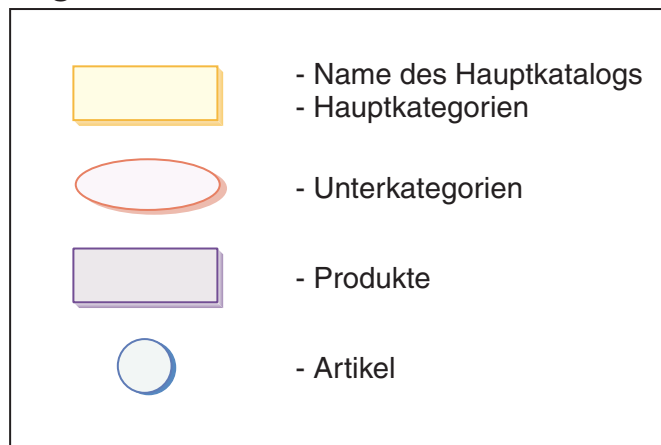 - Name des Hauptkatalogs
- Hauptkategorien
- Unterkategorien
- Produkte
- Artikel